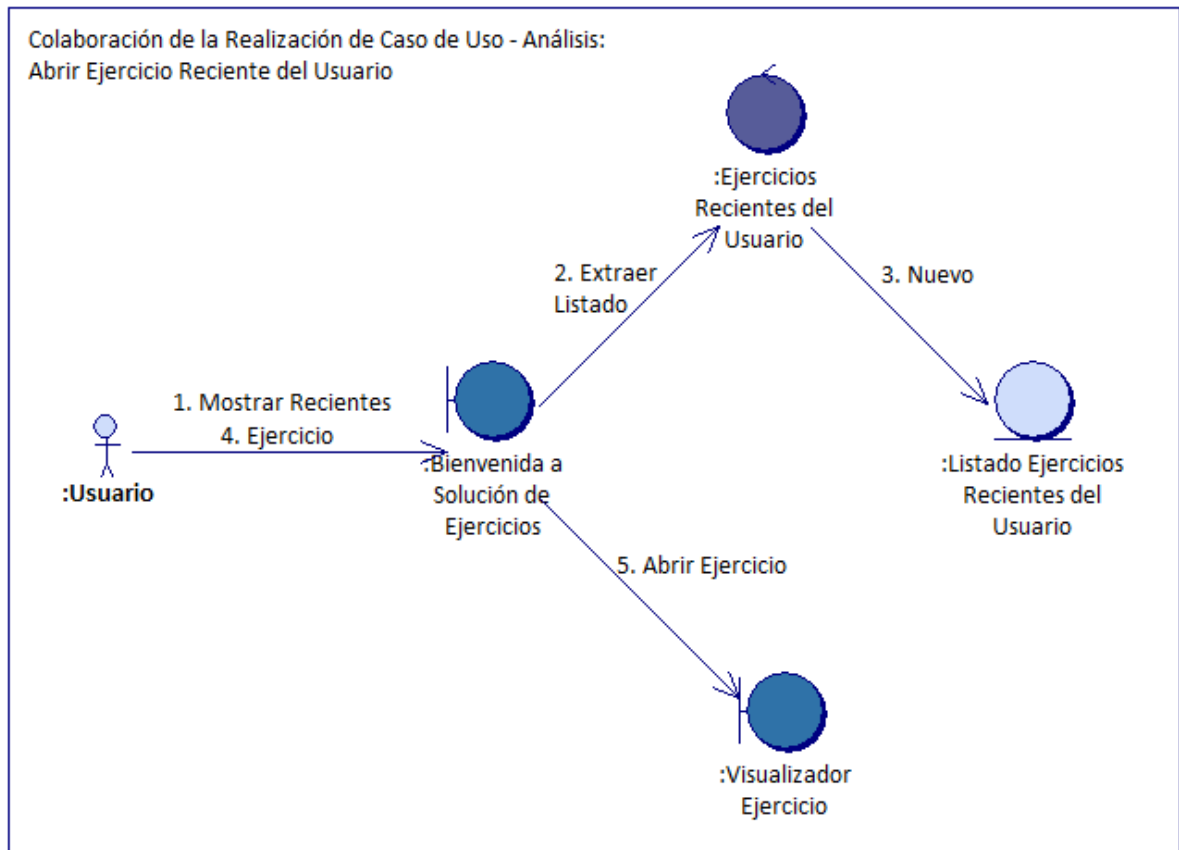 Colaboración de la Realización de Caso de Uso - Análisis:
Abrir Ejercicio Reciente del Usuario
:Ejercicios
Recientes del
Usuario
2. Extraer
Listado
3. Nuevo
1. Mostrar Recientes
4. Ejercicio
:Usuario
:Bienvenida a
Solución de
Ejercicios
:Listado Ejercicios
Recientes del
Usuario
5. Abrir Ejercicio
:Visualizador
Ejercicio